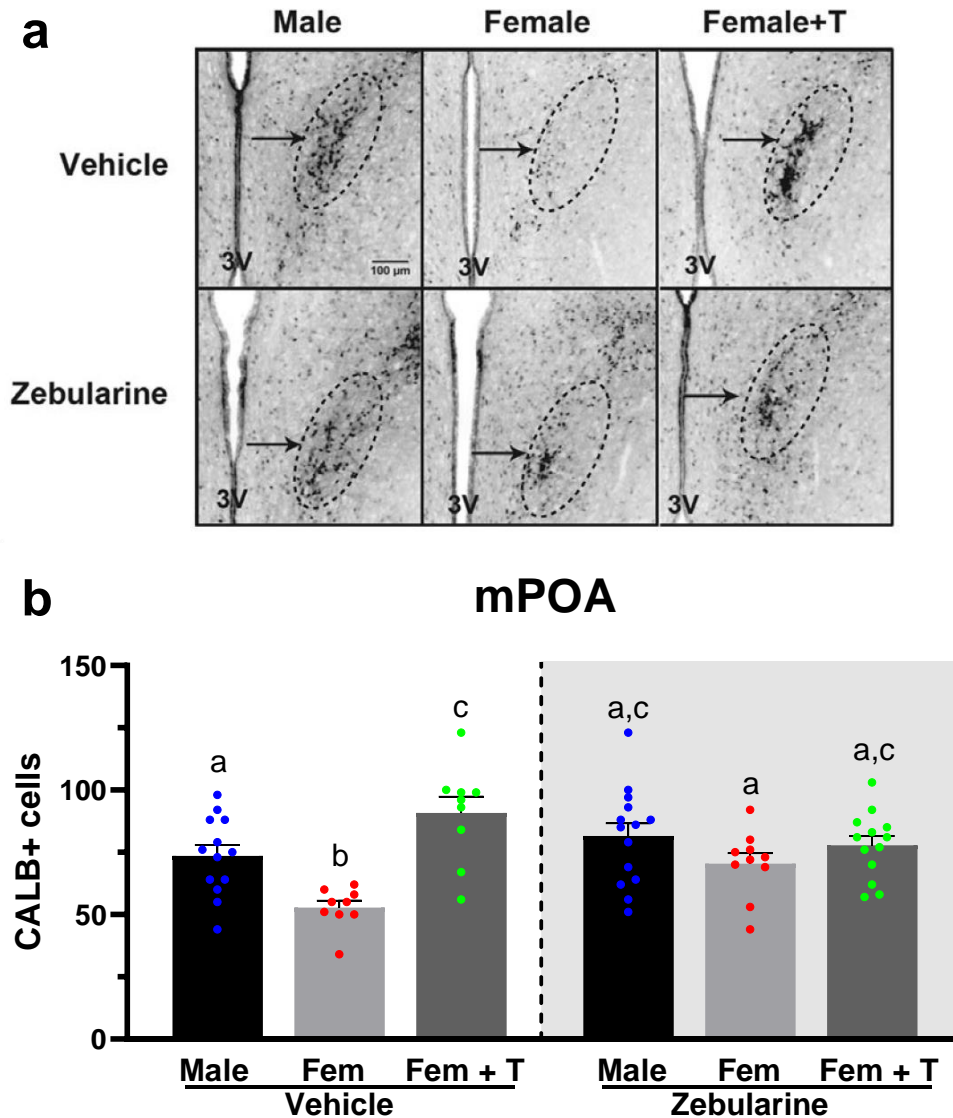 a
Male Female Female+T
Vehicle
3V
100 µm
3V
3V
Zebularine
3V
3V
3V
b
mPOA
CALB+ cells
150
100
50
0
a
b
c
a,c
a
a,c
Male Fem Fem + T Male Fem Fem + T
Vehicle Zebularine